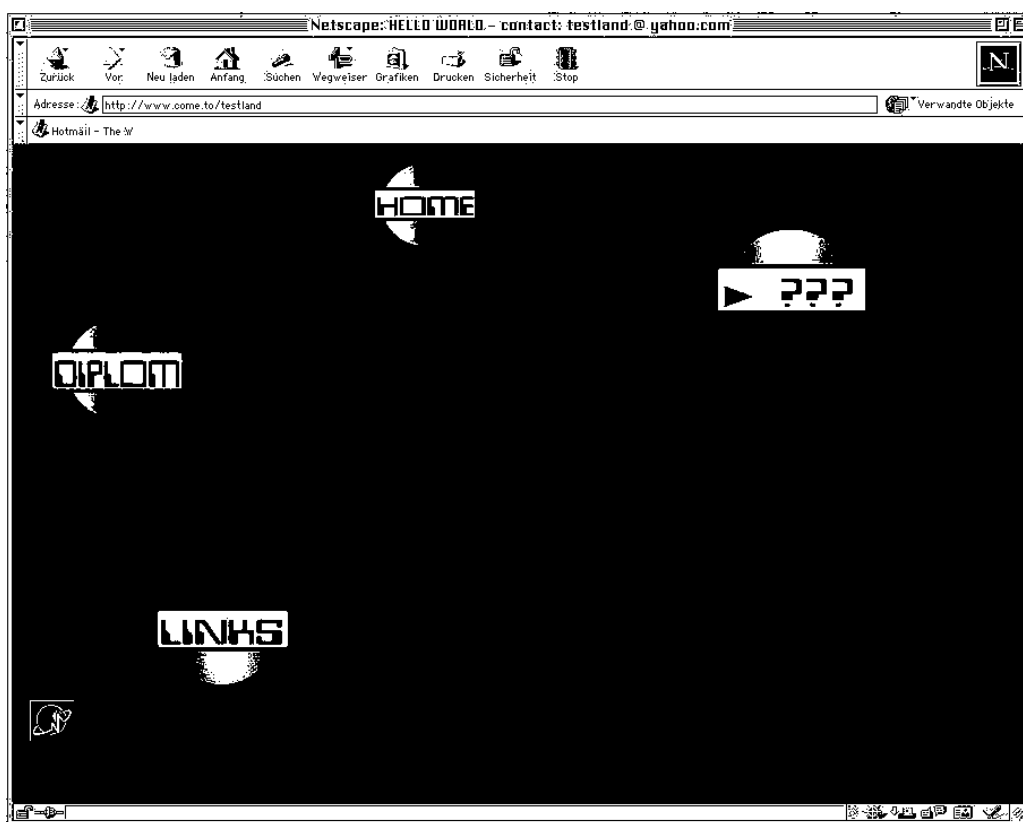 Netscape: HELLO WORLD - contact: testland @ yahoo.com
Zurück Vor Neu laden Anfang Suchen Wegweiser Grafiken Drucken Sicherheit Stop
N
Adresse: http://www.come.to/testland Verwandte Objekte
Hotmail - The W
HOME
???
DIPLOM
LINKS
N